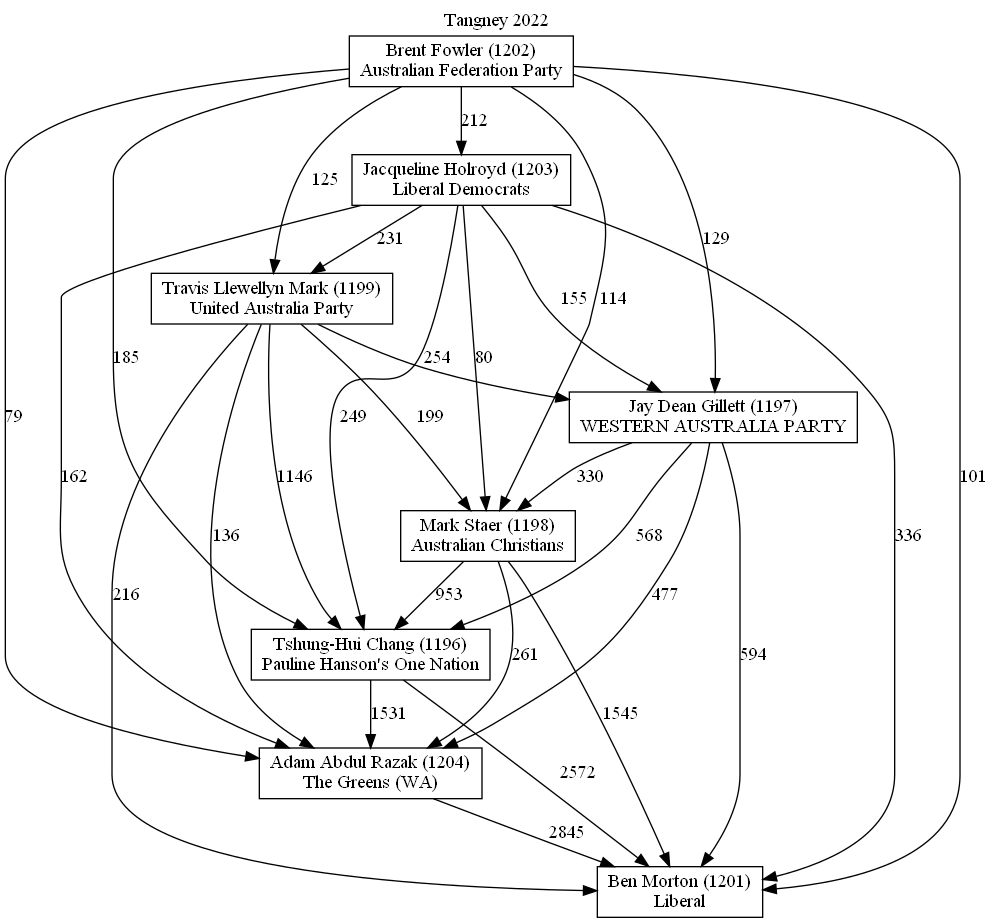 Tangney 2022
Brent Fowler (1202)
Australian Federation Party
212
Jacqueline Holroyd (1203)
Liberal Democrats
125
231
129
Travis Llewellyn Mark (1199)
United Australia Party
155
114
185
254
80
Jay Dean Gillett (1197)
WESTERN AUSTRALIA PARTY
79
249
199
162
1146
330
101
Mark Staer (1198)
Australian Christians
136
568
336
216
953
477
Tshung-Hui Chang (1196)
Pauline Hanson's One Nation
261
594
1531
1545
Adam Abdul Razak (1204)
The Greens (WA)
2572
2845
Ben Morton (1201)
Liberal